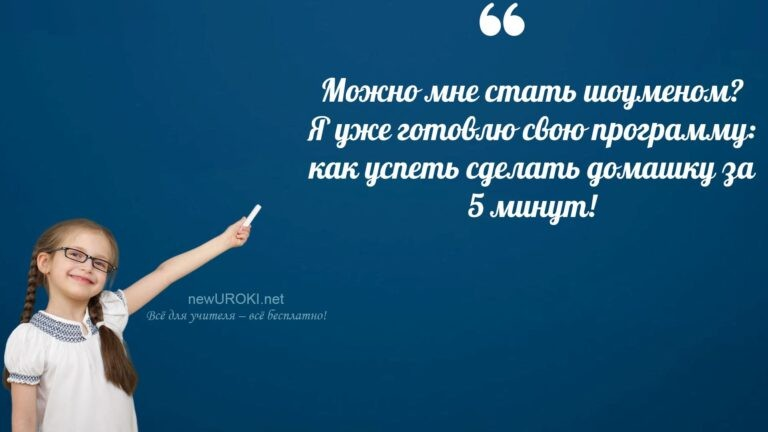 Можно мне стать шоуменом?
Я уже готовлю свою программу:
как успеть сделать домашку за
5 минут!
newUROKI.net
Всё для учителя – всё бесплатно!